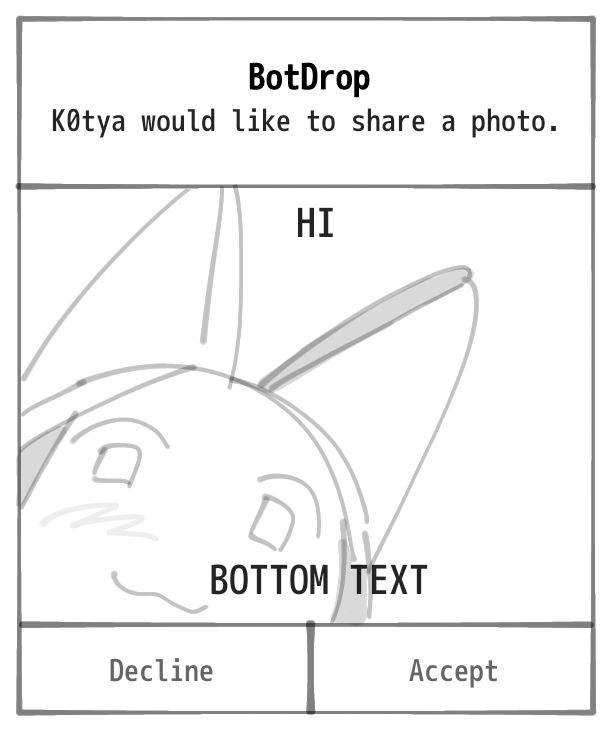 BotDrop
K0tya would like to share a photo.
HI
BOTTOM TEXT
Decline
Accept